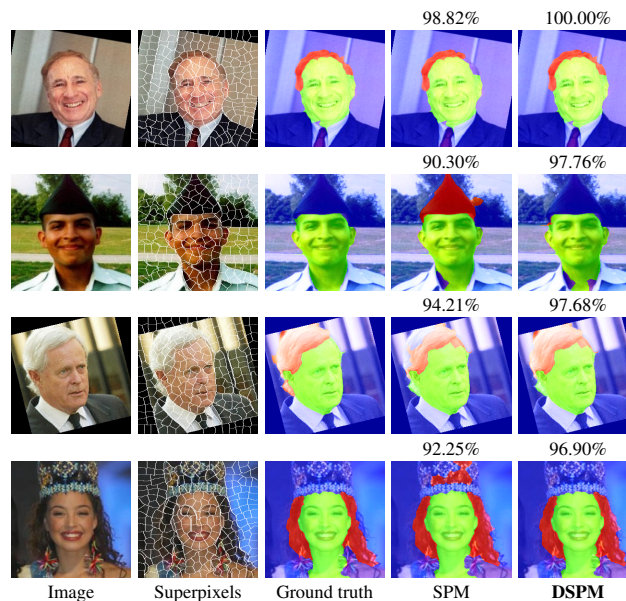 98.82% 100.00%
90.30% 97.76%
94.21% 97.68%
92.25% 96.90%
Image Superpixels Ground truth SPM DSPM